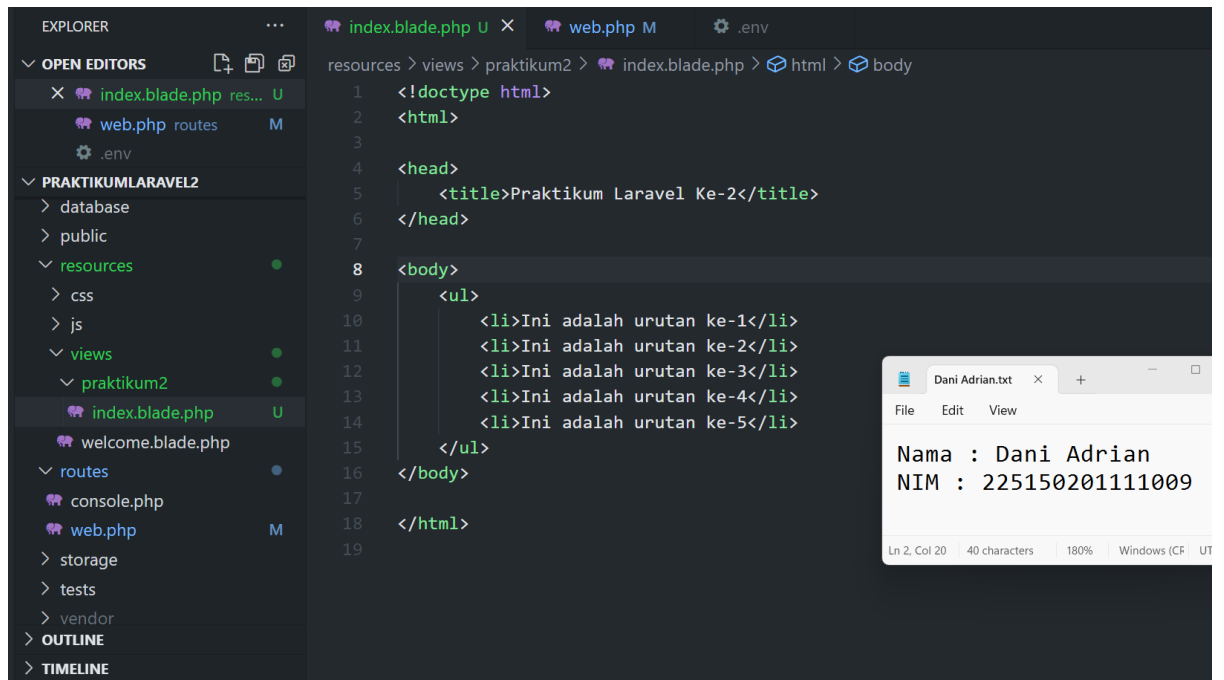 EXPLORER ...
OPEN EDITORS
index.blade.php res... U
web.php routes M
.env
PRAKTIKUMLARAVEL2
database
public
resources
css
js
views
praktikum2
index.blade.php U
welcome.blade.php
routes
console.php
web.php M
storage
tests
vendor
OUTLINE
TIMELINE
index.blade.php U web.php M .env
resources > views > praktikum2 > index.blade.php > html > body
1 <!doctype html>
2 <html>
3
4 <head>
5 <title>Praktikum Laravel Ke-2</title>
6 </head>
7
8 <body>
9 <ul>
10 <li>Ini adalah urutan ke-1</li>
11 <li>Ini adalah urutan ke-2</li>
12 <li>Ini adalah urutan ke-3</li>
13 <li>Ini adalah urutan ke-4</li>
14 <li>Ini adalah urutan ke-5</li>
15 </ul>
16 </body>
17
18 </html>
19
Dani Adrian.txt
File Edit View
Nama : Dani Adrian
NIM : 225150201111009
Ln 2, Col 20 40 characters 180% Windows (CR UT